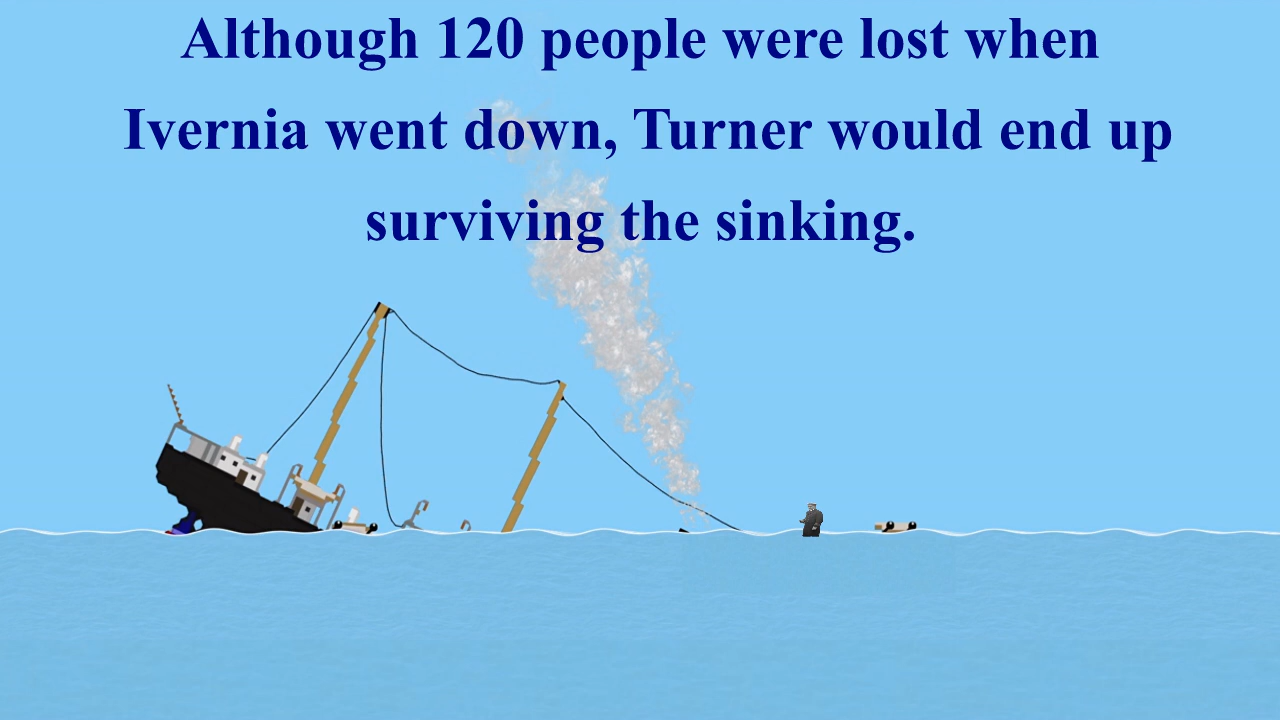 Although 120 people were lost when
Ivernia went down, Turner would end up
surviving the sinking.